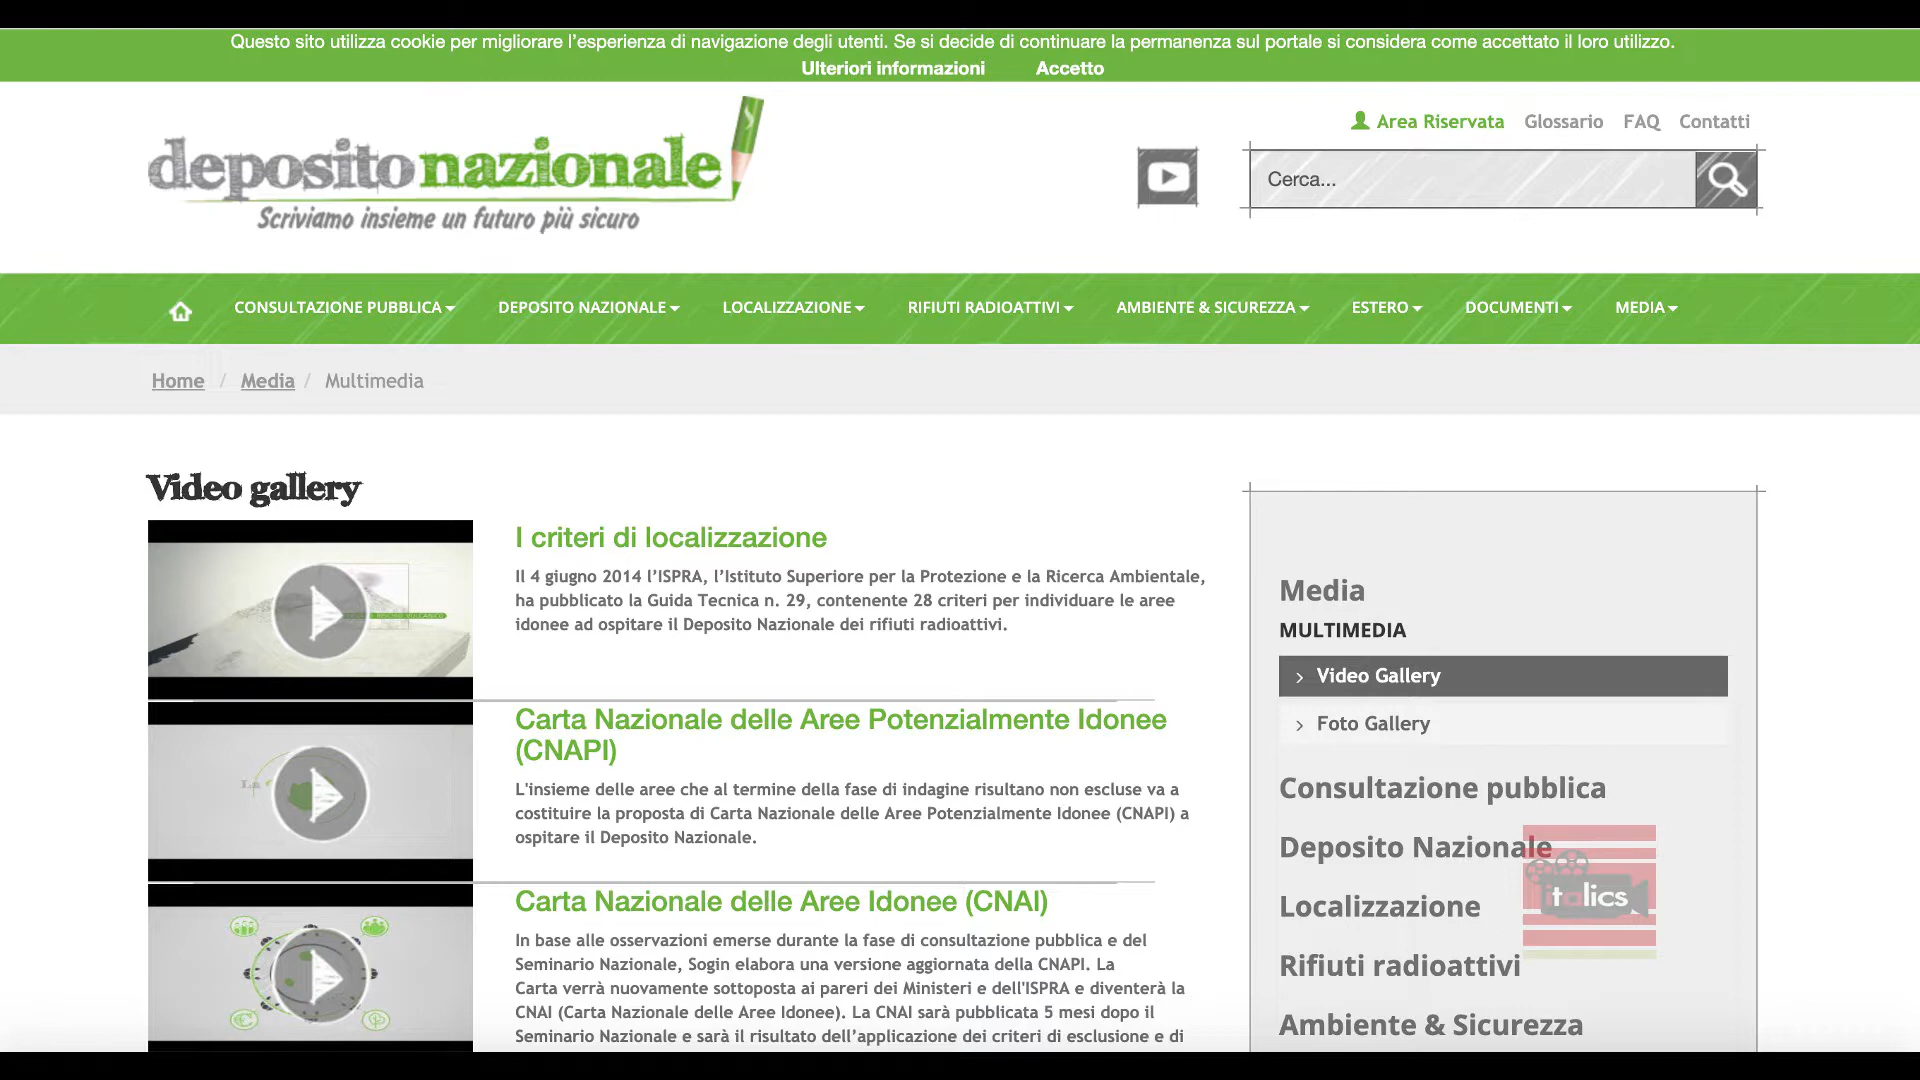 Questo sito utilizza cookie per migliorare l'esperienza di navigazione degli utenti. Se si decide di continuare la permanenza sul portale si considera come accettato il loro utilizzo.
Ulteriori informazioni Accetto
Area Riservata Glossario FAQ Contatti
depositonazionale
Scriviamo insieme un futuro più sicuro
Cerca...
CONSULTAZIONE PUBBLICA DEPOSITO NAZIONALE LOCALIZZAZIONE RIFIUTI RADIOATTIVI AMBIENTE & SICUREZZA ESTERO DOCUMENTI MEDIA
Home / Media / Multimedia
Video gallery
I criteri di localizzazione
Il 4 giugno 2014 l'ISPRA, l'Istituto Superiore per la Protezione e la Ricerca Ambientale,
ha pubblicato la Guida Tecnica n. 29, contenente 28 criteri per individuare le aree
idonee ad ospitare il Deposito Nazionale dei rifiuti radioattivi.
Carta Nazionale delle Aree Potenzialmente Idonee
(CNAPI)
L'insieme delle aree che al termine della fase di indagine risultano non escluse va a
costituire la proposta di Carta Nazionale delle Aree Potenzialmente Idonee (CNAPI) a
ospitare il Deposito Nazionale.
Carta Nazionale delle Aree Idonee (CNAI)
In base alle osservazioni emerse durante la fase di consultazione pubblica e del
Seminario Nazionale, Sogin elabora una versione aggiornata della CNAPI. La
Carta verrà nuovamente sottoposta ai pareri dei Ministeri e dell'ISPRA e diventerà la
CNAI (Carta Nazionale delle Aree Idonee). La CNAI sarà pubblicata 5 mesi dopo il
Seminario Nazionale e sarà il risultato dell'applicazione dei criteri di esclusione e di
Media
MULTIMEDIA
Video Gallery
Foto Gallery
Consultazione pubblica
Deposito Nazionale
Localizzazione
Rifiuti radioattivi
Ambiente & Sicurezza
italics